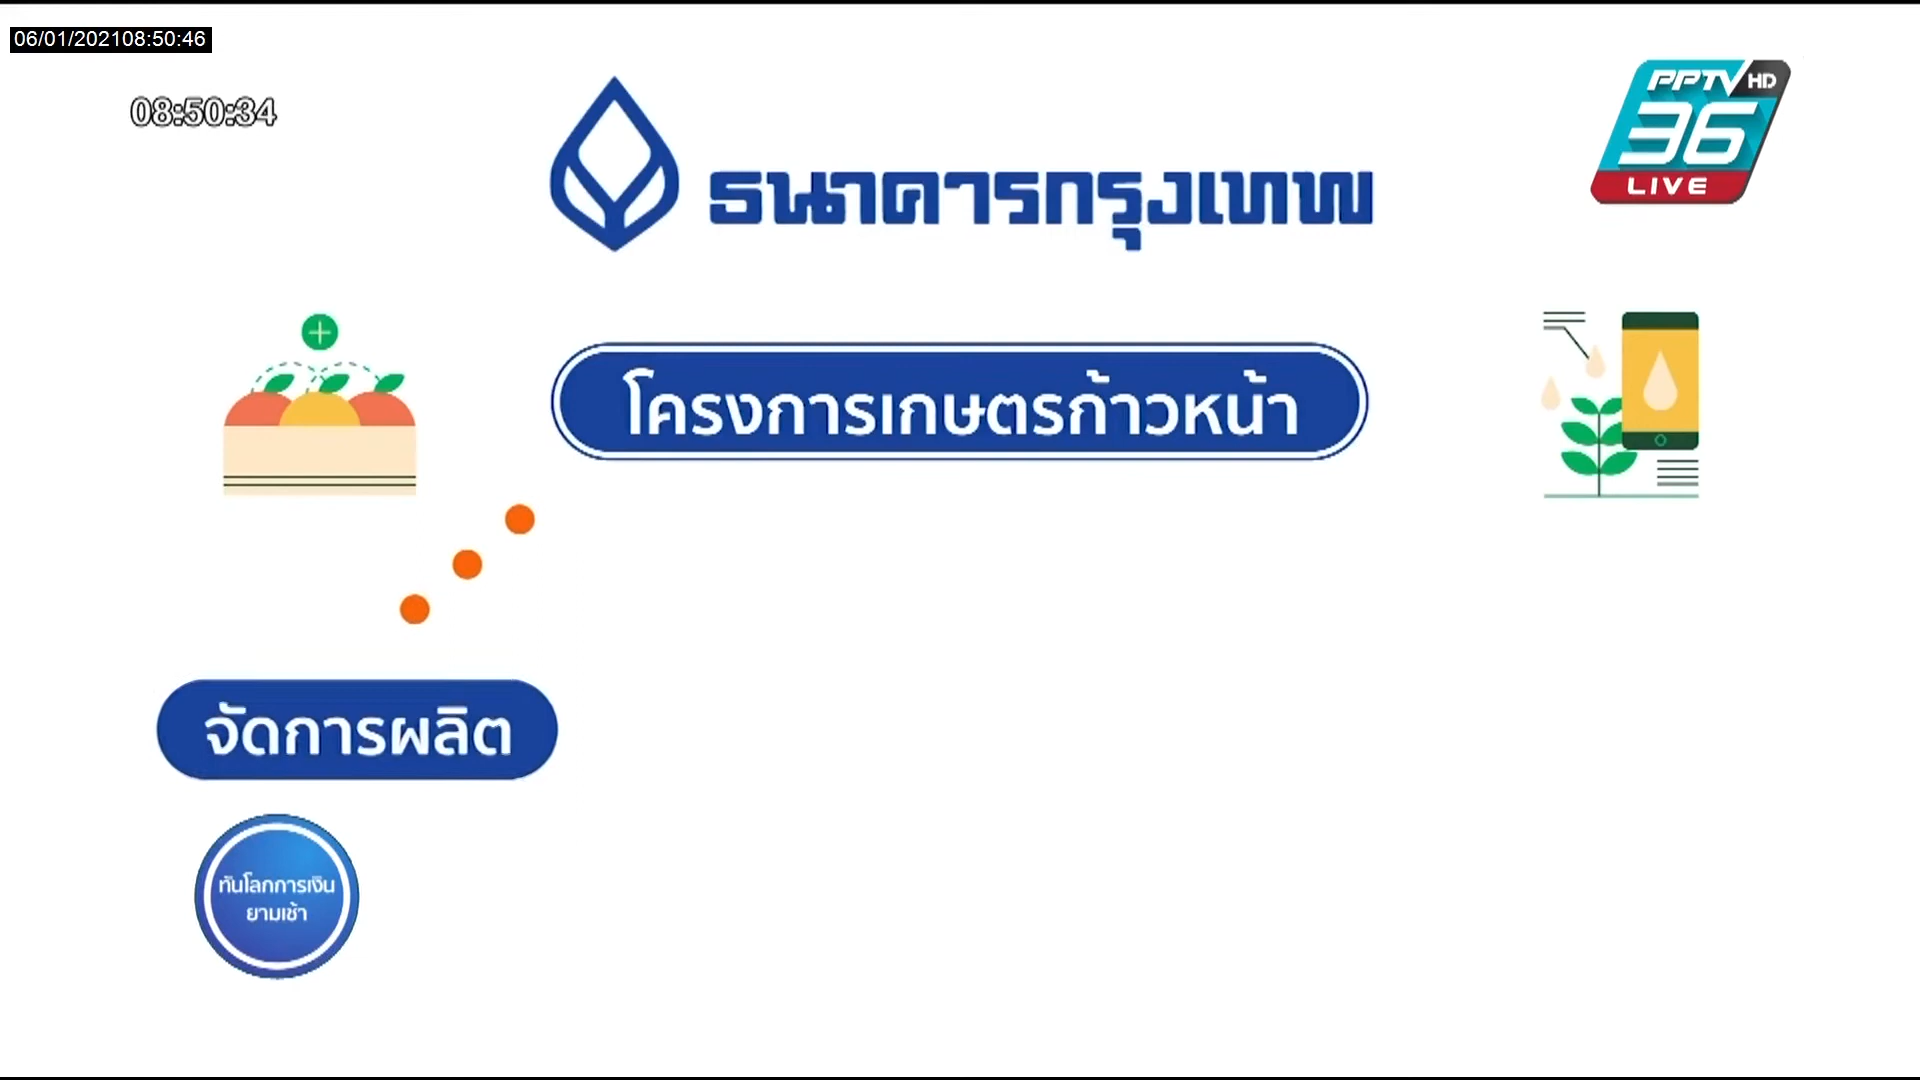 06/01/202108:50:46
08:50:34
PPTV HD
36
LIVE
ธนาคารกรุงเทพ
โครงการเกษตรก้าวหน้า
จัดการผลิต
ทันโลกการเงิน
ยามเช้า